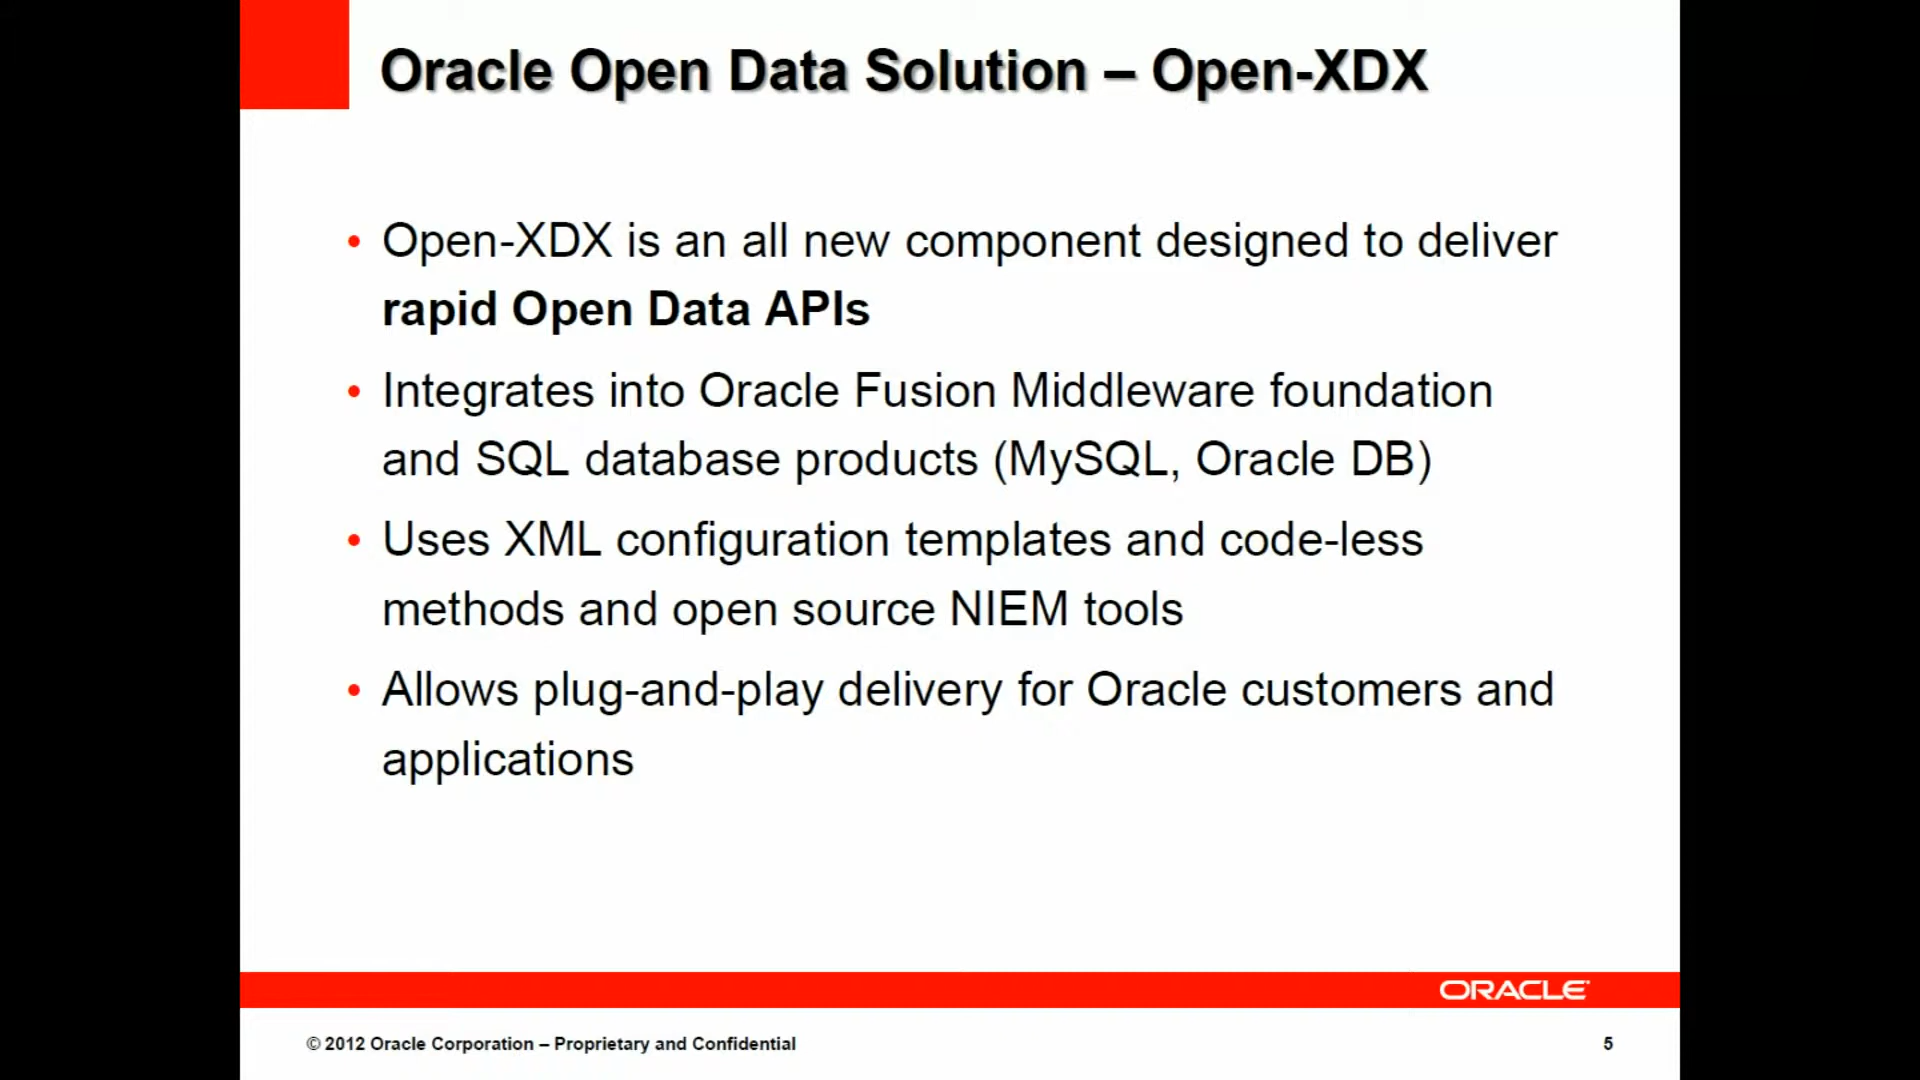 Oracle Open Data Solution – Open-XDX
• Open-XDX is an all new component designed to deliver
rapid Open Data APIs
• Integrates into Oracle Fusion Middleware foundation
and SQL database products (MySQL, Oracle DB)
• Uses XML configuration templates and code-less
methods and open source NIEM tools
• Allows plug-and-play delivery for Oracle customers and
applications
ORACLE
© 2012 Oracle Corporation – Proprietary and Confidential
5